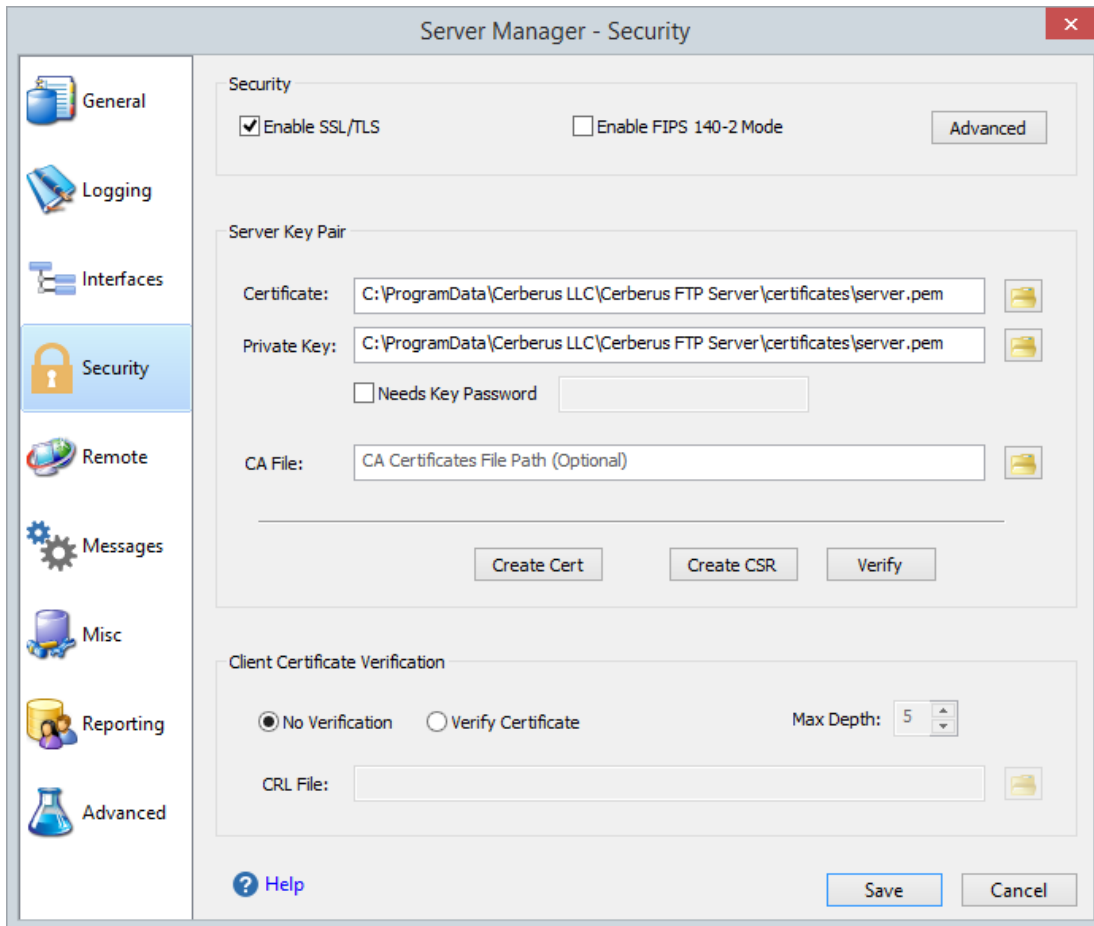 Server Manager - Security
General
Logging
Interfaces
Security
Remote
Messages
Misc
Reporting
Advanced
Security
Enable SSL/TLS
Enable FIPS 140-2 Mode
Advanced
Server Key Pair
Certificate: C:\ProgramData\Cerberus LLC\Cerberus FTP Server\certificates\server.pem
Private Key: C:\ProgramData\Cerberus LLC\Cerberus FTP Server\certificates\server.pem
Needs Key Password
CA File: CA Certificates File Path (Optional)
Create Cert Create CSR Verify
Client Certificate Verification
No Verification Verify Certificate Max Depth: 5
CRL File:
Help
Save Cancel